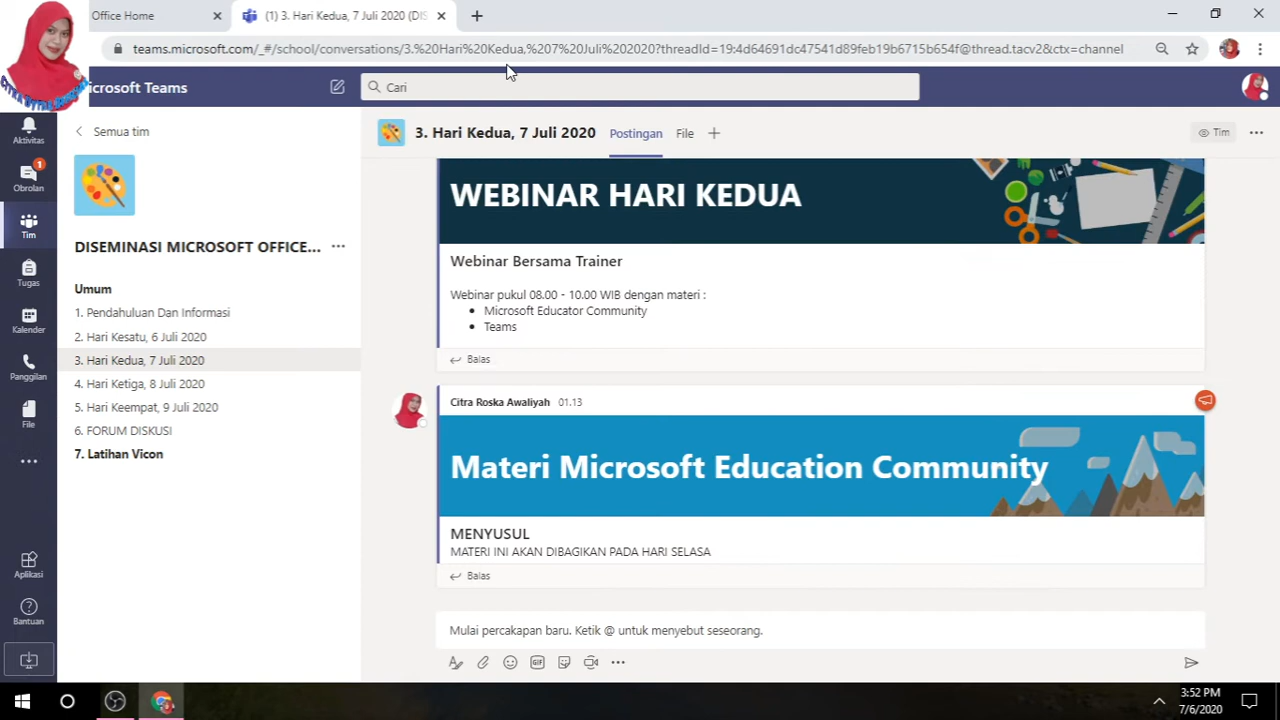 Office Home
(1) 3. Hari Kedua, 7 Juli 2020 (DIS
teams.microsoft.com/_#/school/conversations/3.%20Hari%20Kedua,%207%20Juli%202020?threadId=19:4d64691dc47541d89feb19b6715b654f@thread.tacv2&ctx=channel
crosoft Teams
Cari
Aktivitas
Obrolan
1
Tim
Tugas
Kalender
Panggilan
File
Aplikasi
Bantuan
Semua tim
DISEMINASI MICROSOFT OFFICE...
Umum
1. Pendahuluan Dan Informasi
2. Hari Kesatu, 6 Juli 2020
3. Hari Kedua, 7 Juli 2020
4. Hari Ketiga, 8 Juli 2020
5. Hari Keempat, 9 Juli 2020
6. FORUM DISKUSI
7. Latihan Vicon
3. Hari Kedua, 7 Juli 2020
Postingan
File
Tim
WEBINAR HARI KEDUA
Webinar Bersama Trainer
Webinar pukul 08.00 - 10.00 WIB dengan materi :
Microsoft Educator Community
Teams
Balas
Citra Roska Awaliyah 01.13
Materi Microsoft Education Community
MENYUSUL
MATERI INI AKAN DIBAGIKAN PADA HARI SELASA
Balas
Mulai percakapan baru. Ketik @ untuk menyebut seseorang.
GIF
3:52 PM
7/6/2020